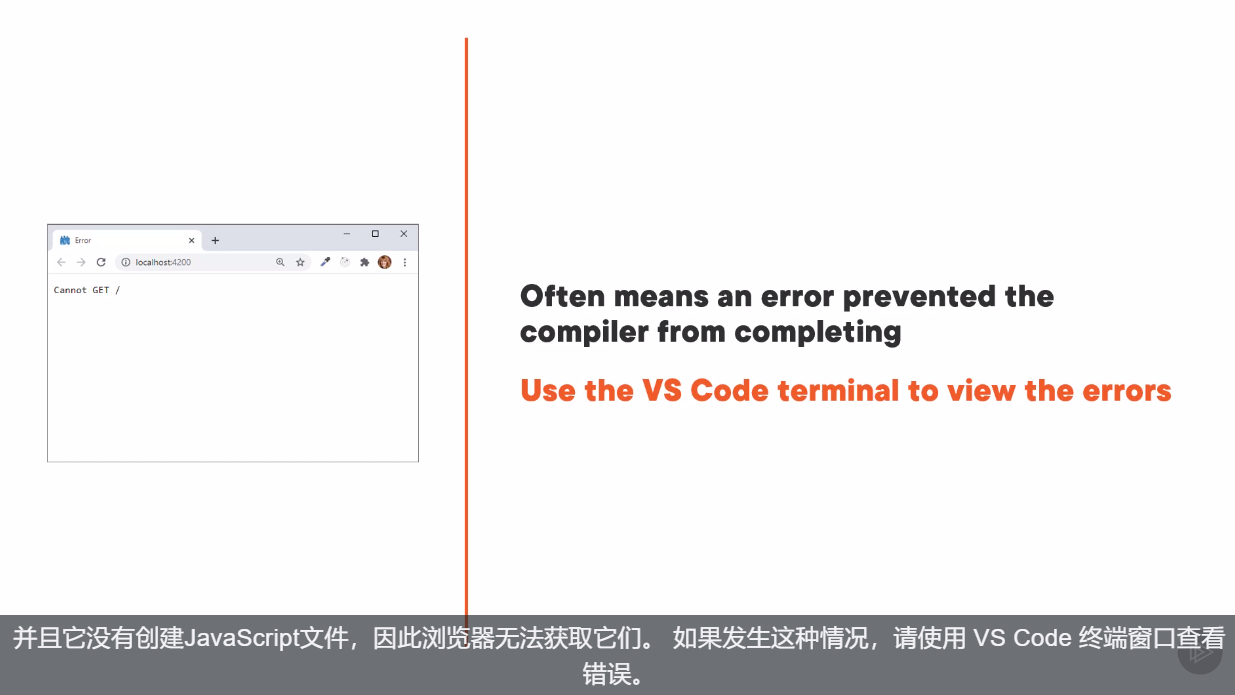 Error
localhost:4200
Cannot GET /
Often means an error prevented the
compiler from completing
Use the VS Code terminal to view the errors
并且它没有创建JavaScript文件，因此浏览器无法获取它们。 如果发生这种情况，请使用 VS Code 终端窗口查看
错误。